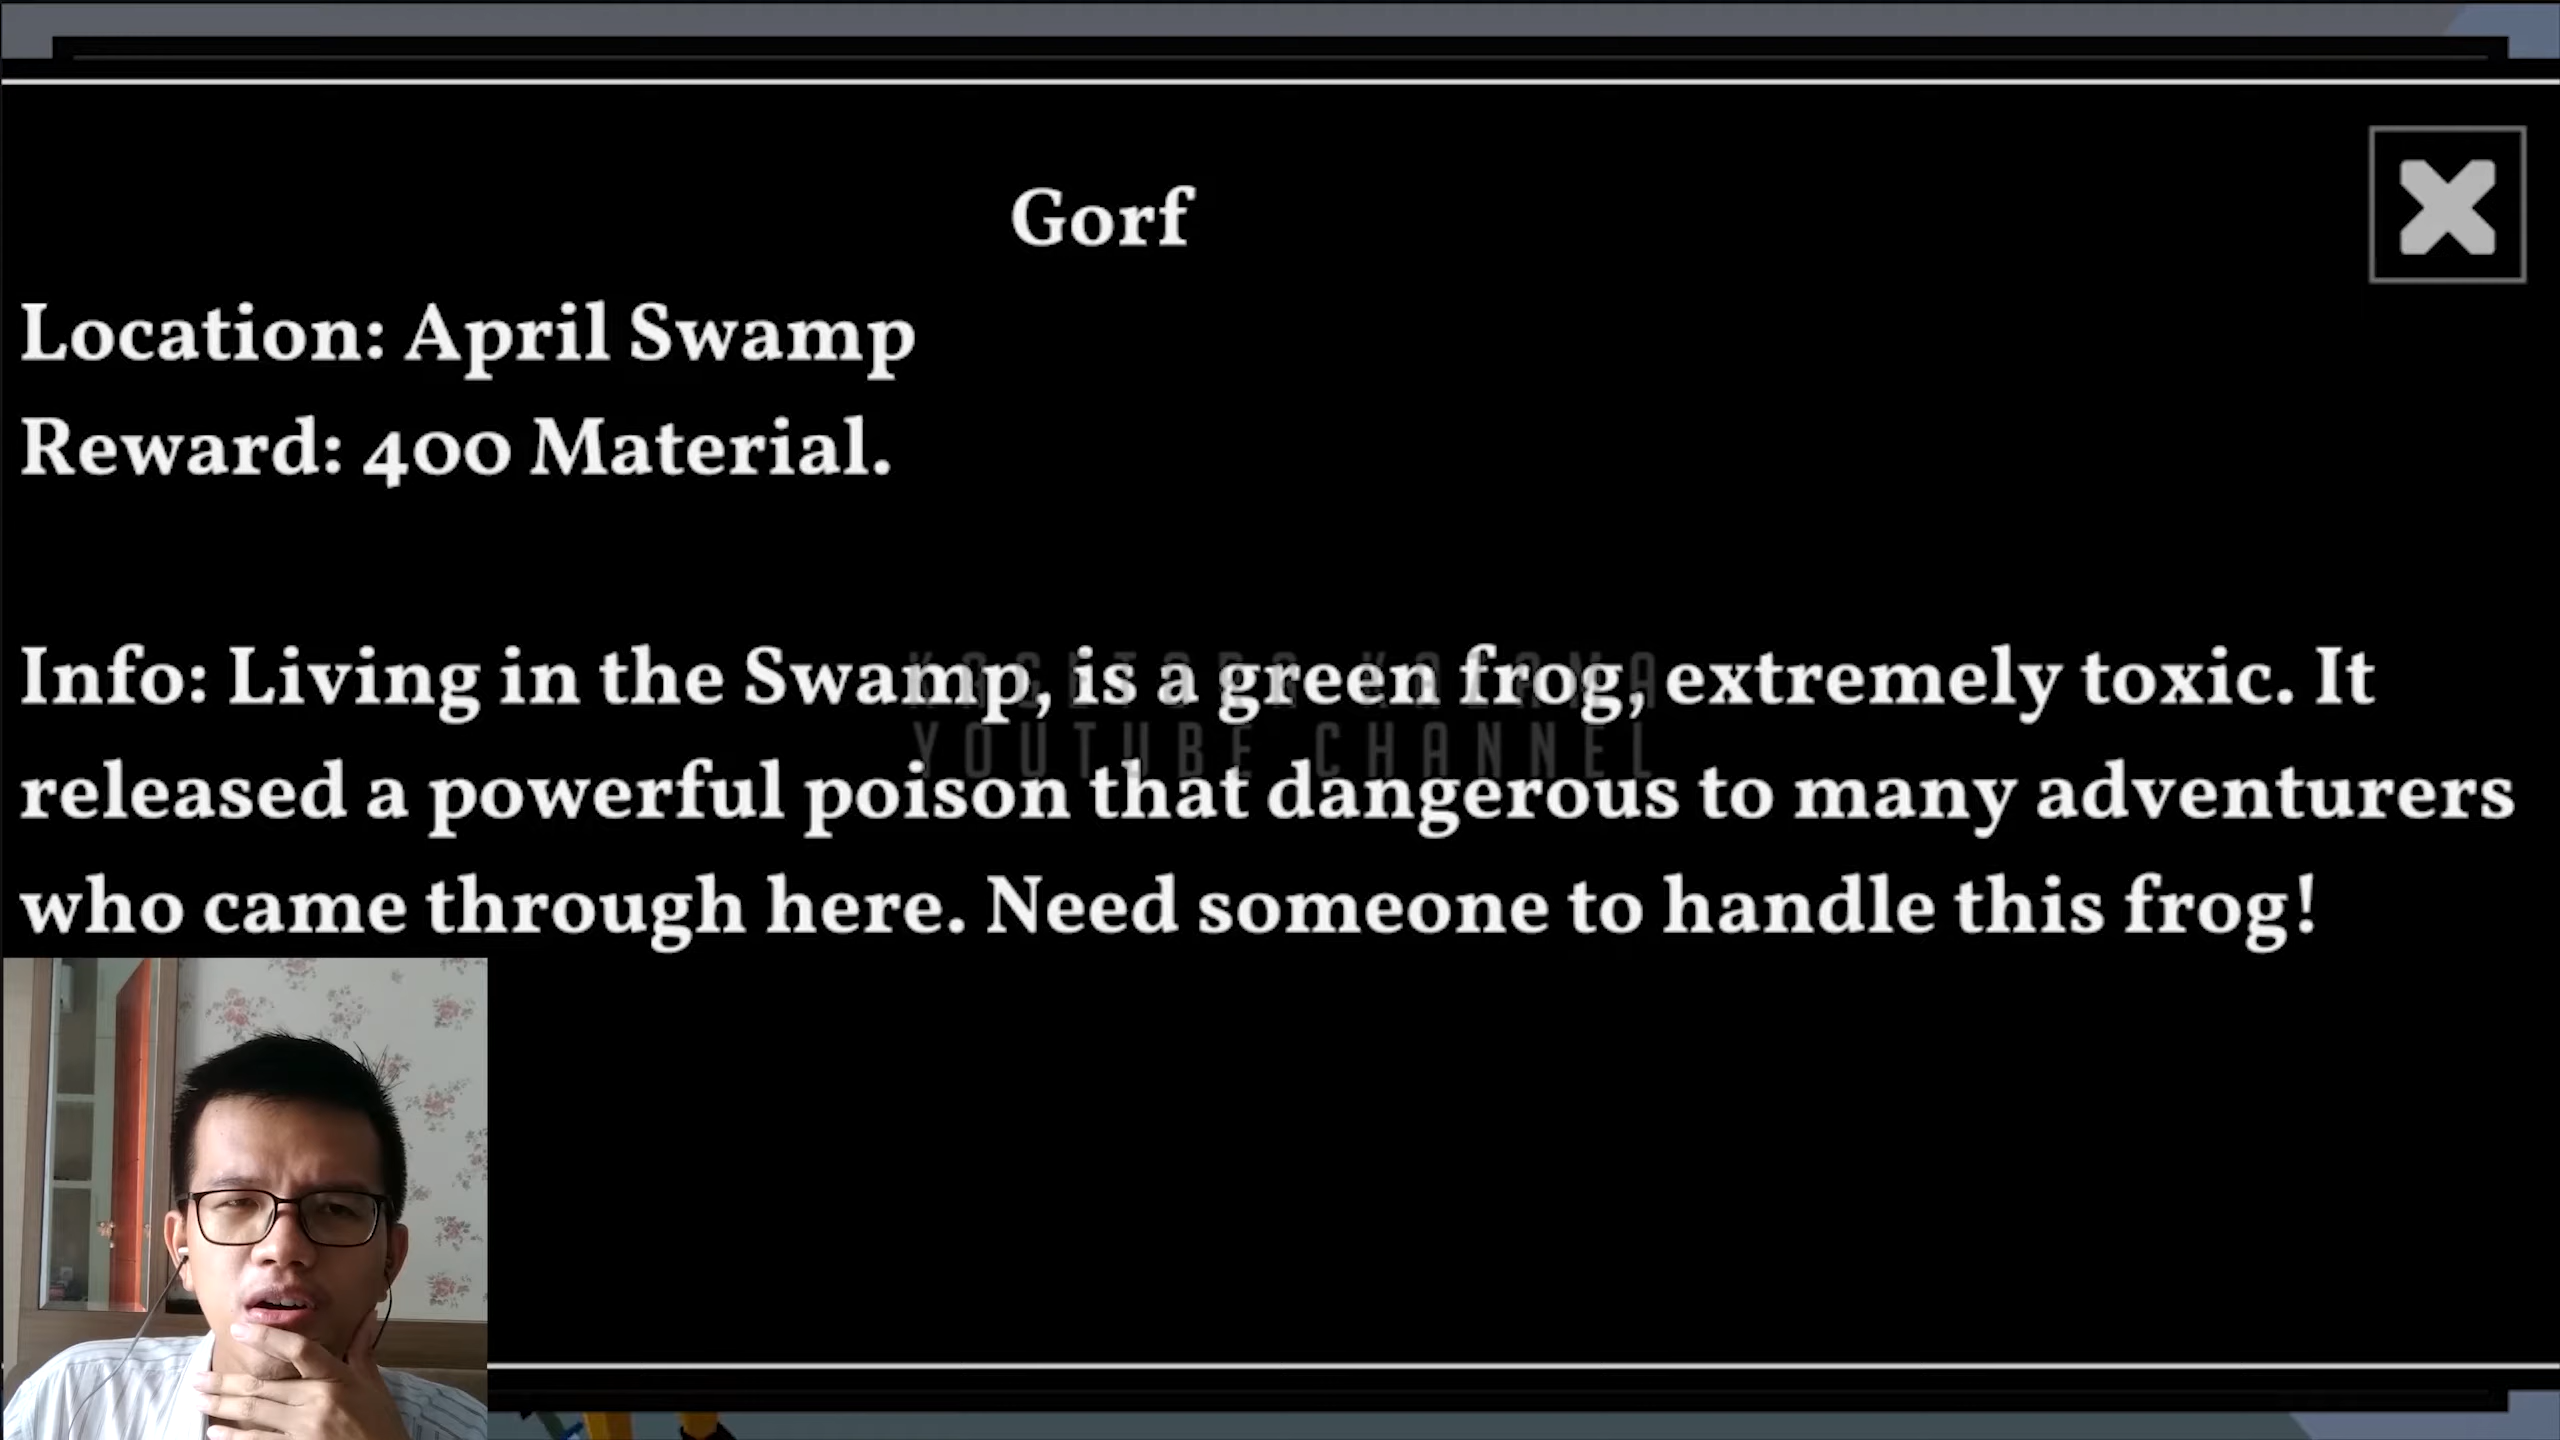 Gorf
Location: April Swamp
Reward: 400 Material.
Info: Living in the Swamp, is a green frog, extremely toxic. It
released a powerful poison that dangerous to many adventurers
who came through here. Need someone to handle this frog!
KAGETORA KAZAMA
YOUTUBE CHANNEL